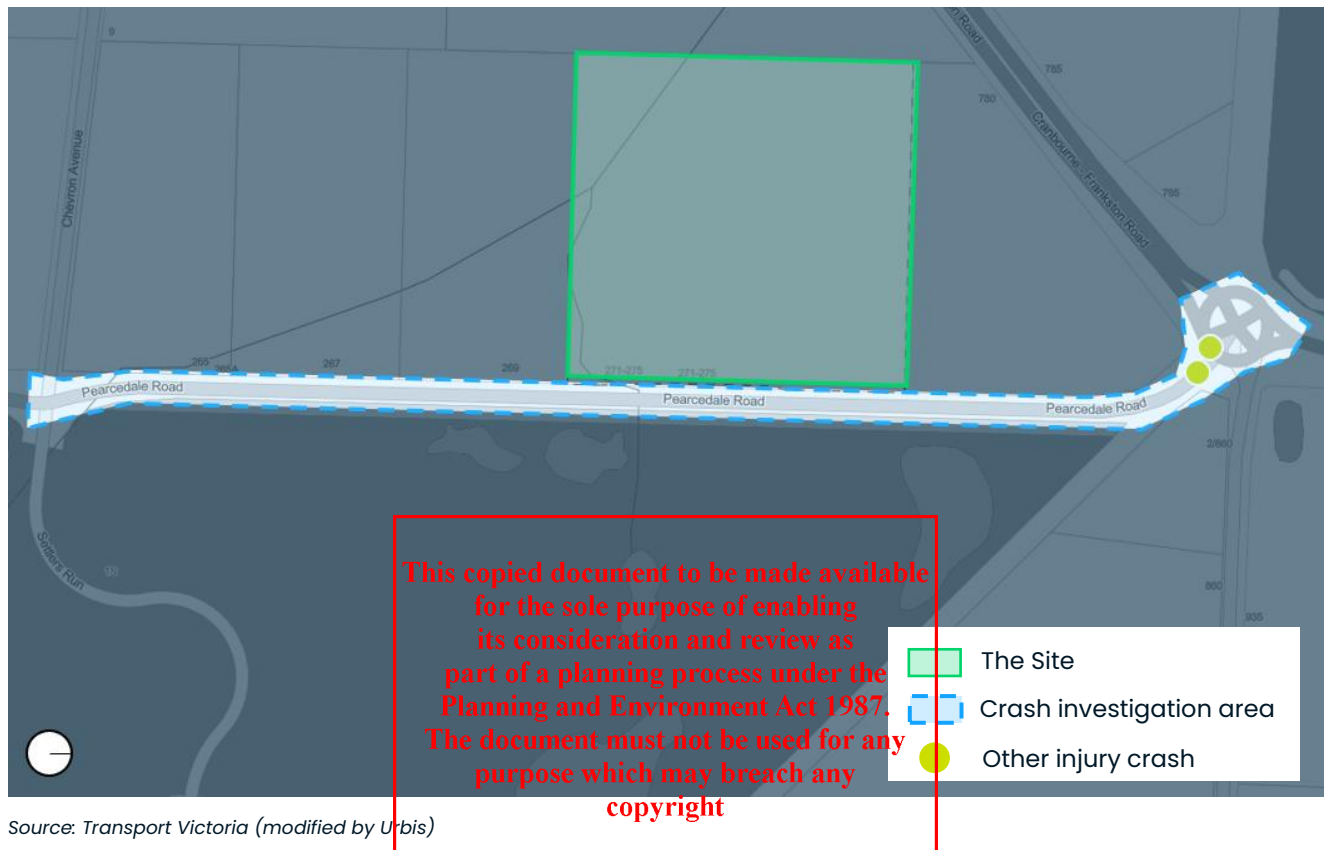 9
Chevron Avenue
Cranbourne - Frankston Road
785
780
795
265
265A
267
269
271-275
271-275
Pearcedale Road
Pearcedale Road
Pearcedale Road
2/860
Settlers Run
860
935
This copied document to be made available
for the sole purpose of enabling
its consideration and review as
part of a planning process under the
Planning and Environment Act 1987.
The document must not be used for any
purpose which may breach any
copyright
The Site
Crash investigation area
Other injury crash
Source: Transport Victoria (modified by Urbis)